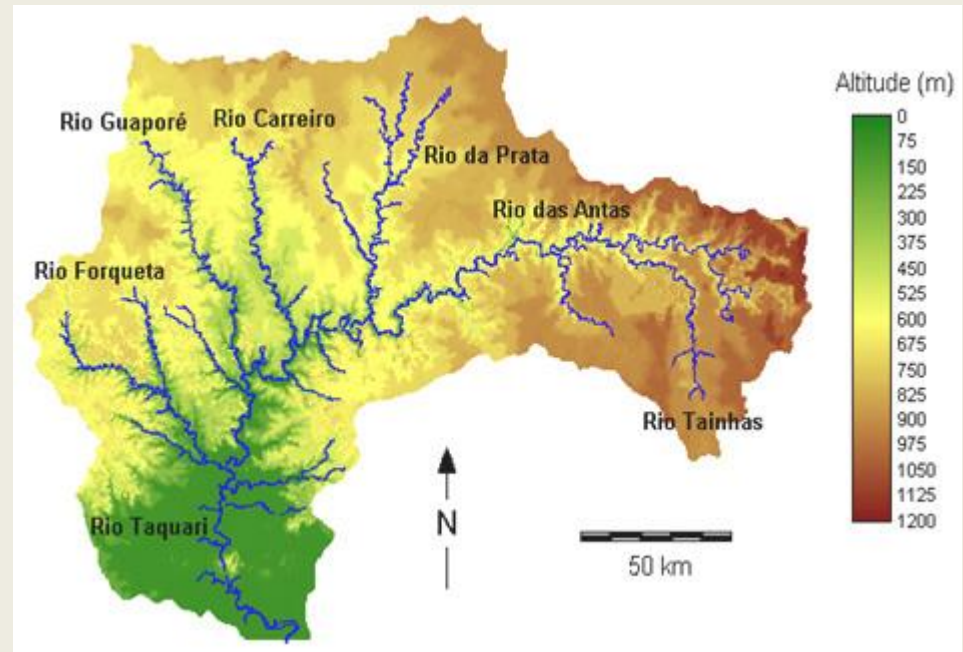 Altitude (m)
0
75
150
225
300
375
450
525
600
750
825
900
975
1050
1125
1200
Rio Guaporé
Rio Carreiro
Rio da Prata
Rio das Antas
Rio Forqueta
Rio Tainhas
Rio Taquari
N
50 km